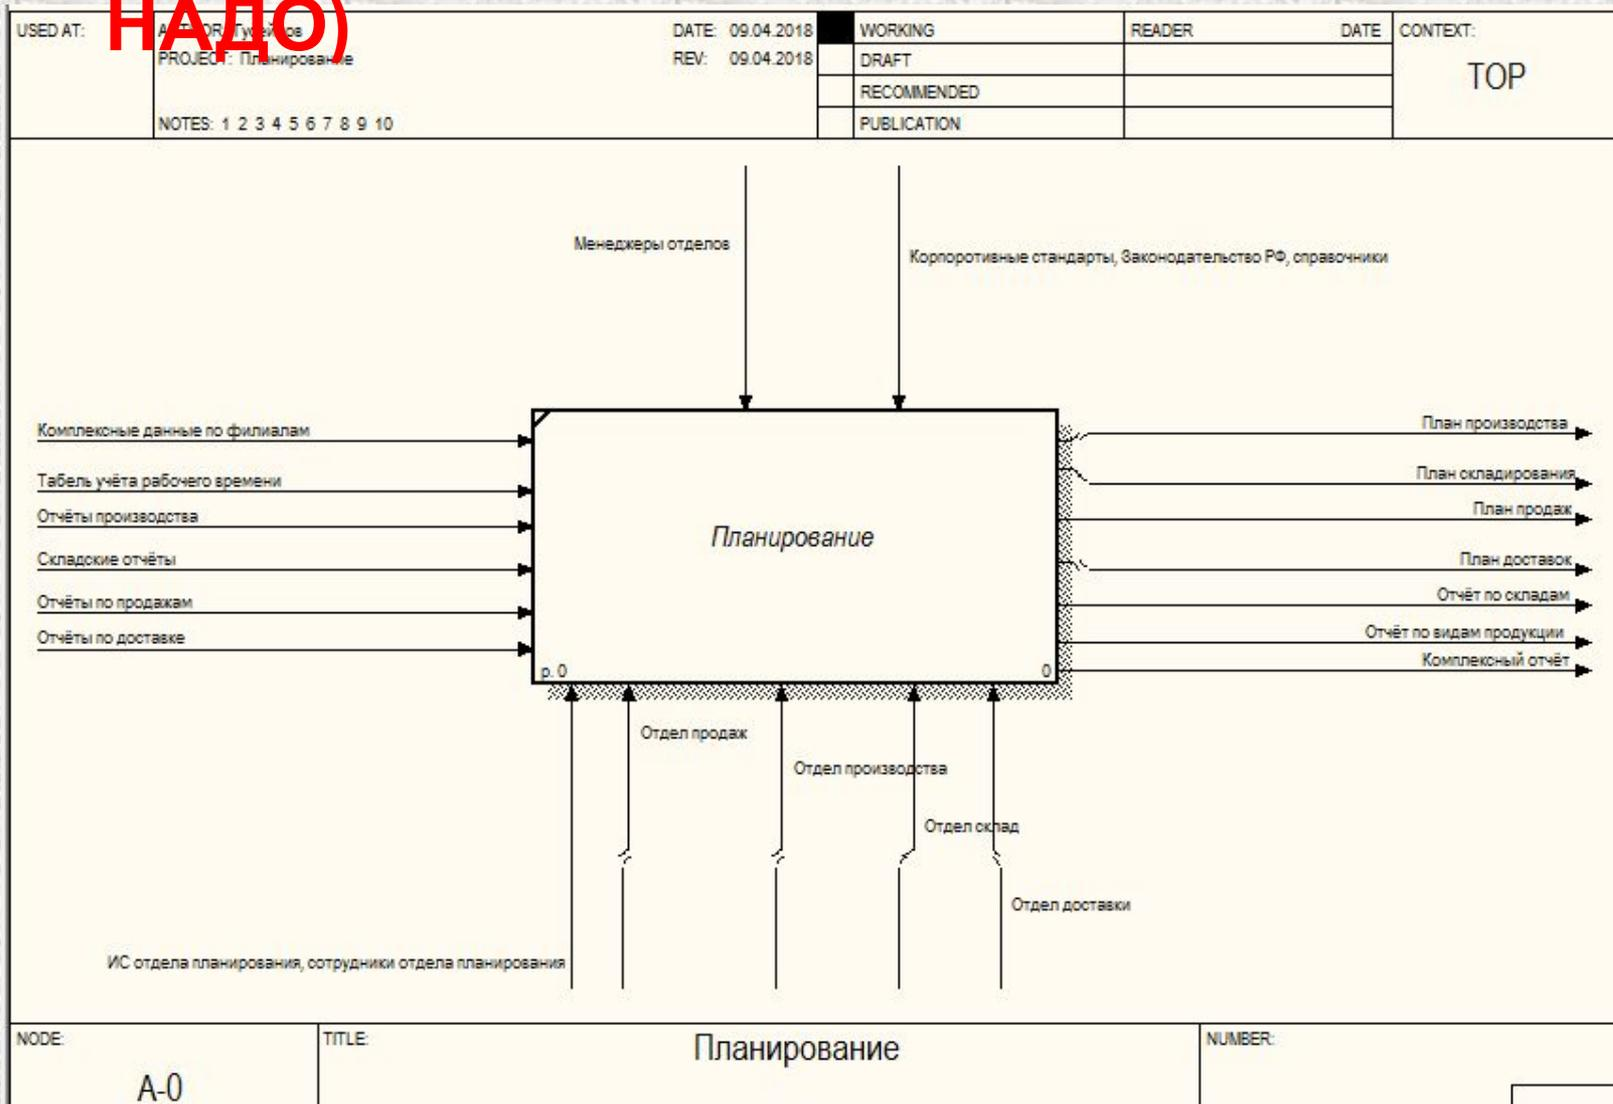 НАДО)
USED AT:
PROJECT: Планирование
DATE: 09.04.2018
REV: 09.04.2018
NOTES: 1 2 3 4 5 6 7 8 9 10
WORKING
DRAFT
RECOMMENDED
PUBLICATION
READER DATE
CONTEXT:
TOP
Менеджеры отделов
Корпоротивные стандарты, Законодательство РФ, справочники
Комплексные данные по филиалам
Табель учёта рабочего времени
Отчёты производства
Складские отчёты
Отчёты по продажам
Отчёты по доставке
Планирование
р. 0
0
План производства
План складирования
План продаж
План доставок
Отчёт по складам
Отчёт по видам продукции
Комплексный отчёт
Отдел продаж
Отдел производства
Отдел склад
Отдел доставки
ИС отдела планирования, сотрудники отдела планирования
NODE:
A-0
TITLE:
Планирование
NUMBER: